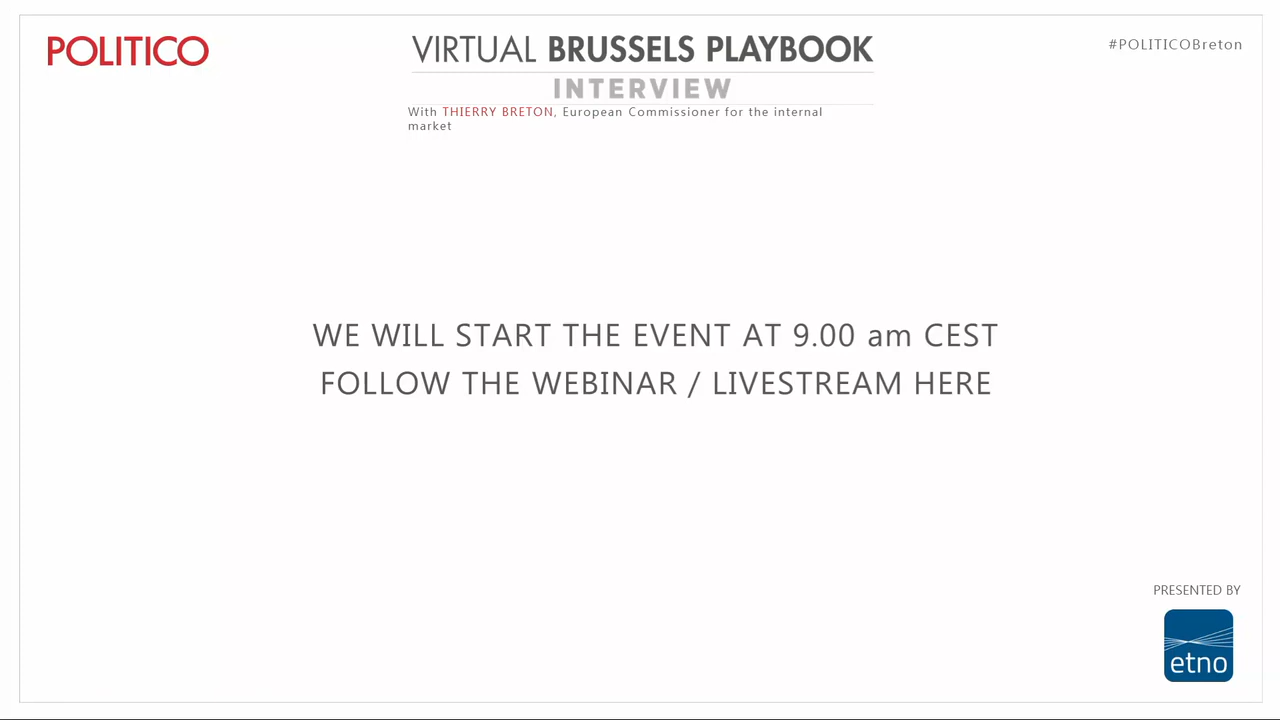 POLITICO
VIRTUAL BRUSSELS PLAYBOOK
INTERVIEW
With THIERRY BRETON, European Commissioner for the internal
market
#POLITICOBreton
WE WILL START THE EVENT AT 9.00 am CEST
FOLLOW THE WEBINAR / LIVESTREAM HERE
PRESENTED BY
etno